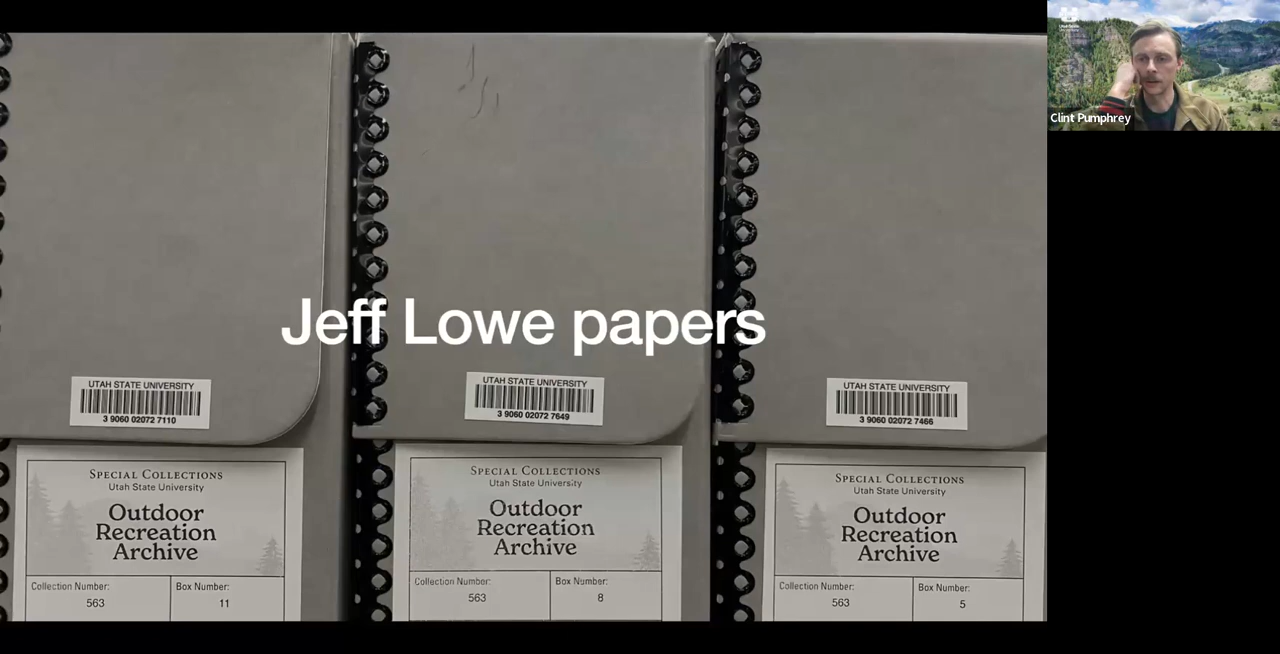 Jeff Lowe papers
UTAH STATE UNIVERSITY
3 9060 02072 7110
SPECIAL COLLECTIONS
Utah State University
Outdoor
Recreation
Archive
Collection Number:
563
Box Number:
11
UTAH STATE UNIVERSITY
3 9060 02072 7649
SPECIAL COLLECTIONS
Utah State University
Outdoor
Recreation
Archive
Collection Number:
563
Box Number:
8
UTAH STATE UNIVERSITY
3 9060 02072 7466
SPECIAL COLLECTIONS
Utah State University
Outdoor
Recreation
Archive
Collection Number:
563
Box Number:
5
Clint Pumphrey